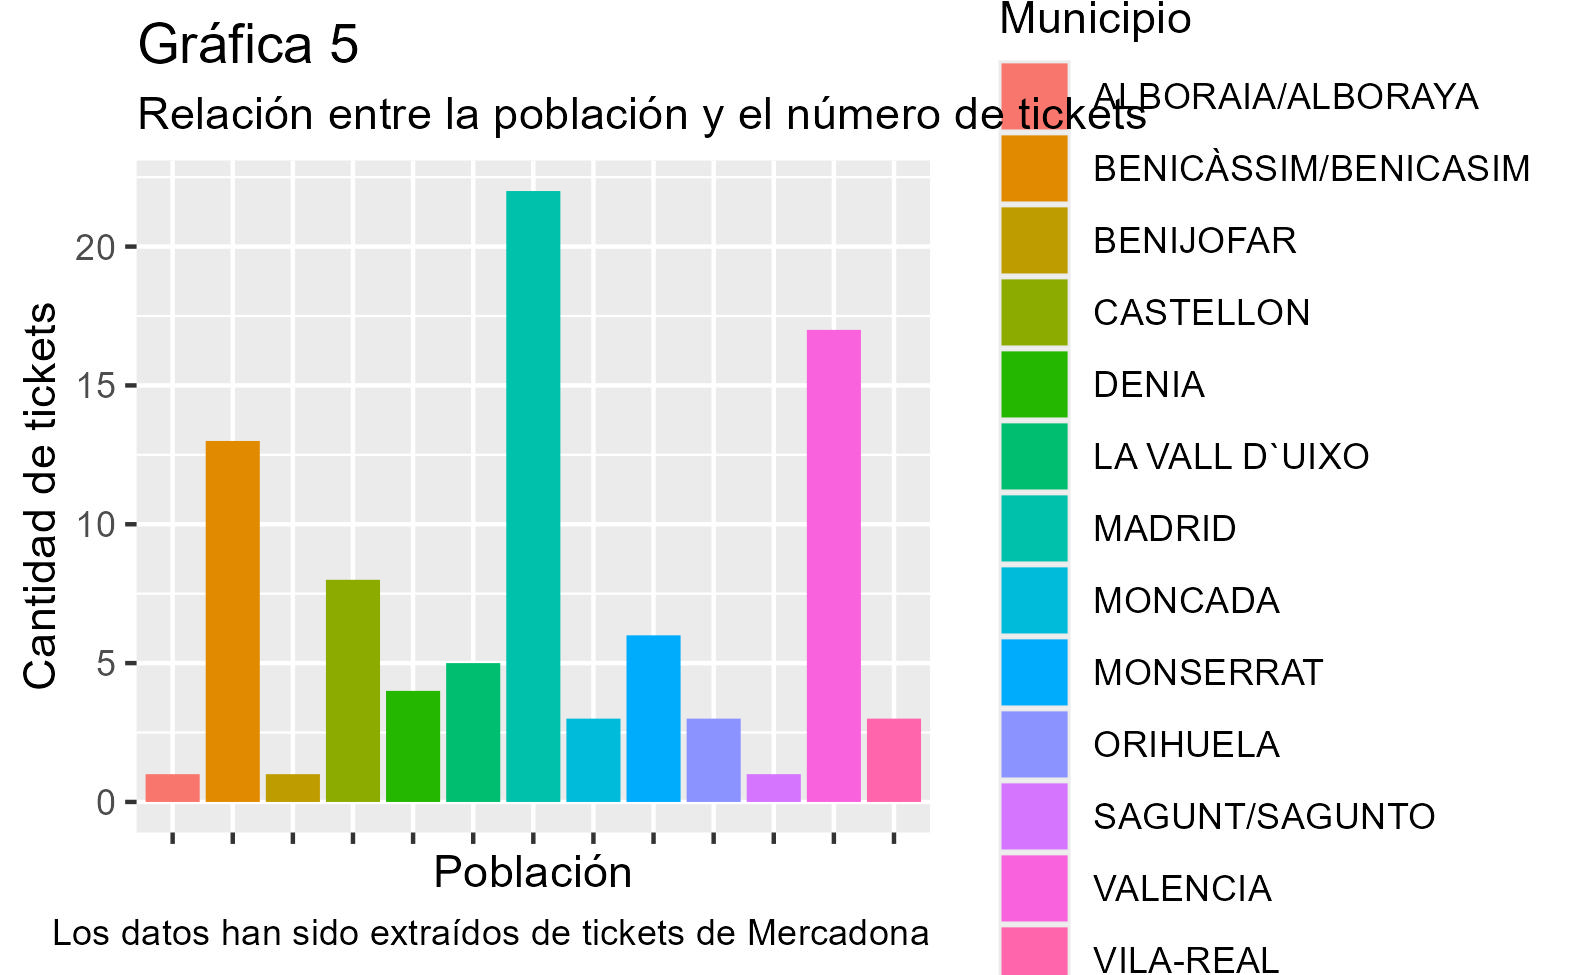 Gráfica 5
Relación entre la población y el número de tickets
Cantidad de tickets
20
15
10
5
0
Población
Los datos han sido extraídos de tickets de Mercadona
Municipio
ALBORAIA/ALBORAYA
BENICÀSSIM/BENICASIM
BENIJOFAR
CASTELLON
DENIA
LA VALL D`UIXO
MADRID
MONCADA
MONSERRAT
ORIHUELA
SAGUNT/SAGUNTO
VALENCIA
VILA-REAL